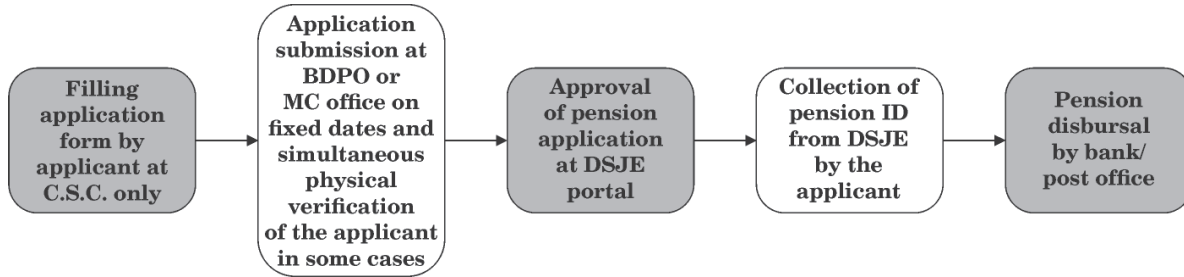 Filling
application
form by
applicant at
C.S.C. only
Application
submission at
BDPO or
MC office on
fixed dates and
simultaneous
physical
verification
of the applicant
in some cases
Approval
of pension
application
at DSJE
portal
Collection of
pension ID
from DSJE
by the
applicant
Pension
disbursal
by bank/
post office